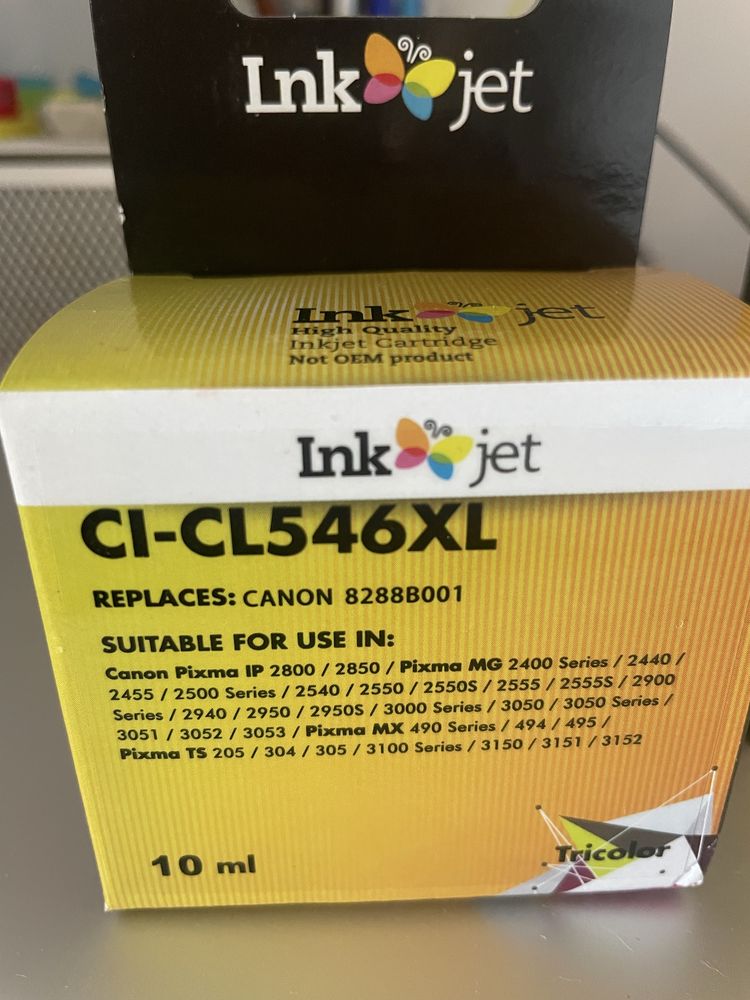 Ink jet
Ink jet
High Quality
Inkjet Cartridge
Not OEM product
Ink jet
CI-CL546XL
REPLACES: CANON 8288B001
SUITABLE FOR USE IN:
Canon Pixma IP 2800 / 2850 / Pixma MG 2400 Series / 2440 /
2455 / 2500 Series / 2540 / 2550 / 2550S / 2555 / 2555S / 2900
Series / 2940 / 2950 / 2950S / 3000 Series / 3050 / 3050 Series /
3051 / 3052 / 3053 / Pixma MX 490 Series / 494 / 495 /
Pixma TS 205 / 304 / 305 / 3100 Series / 3150 / 3151 / 3152
10 ml
Tricolor